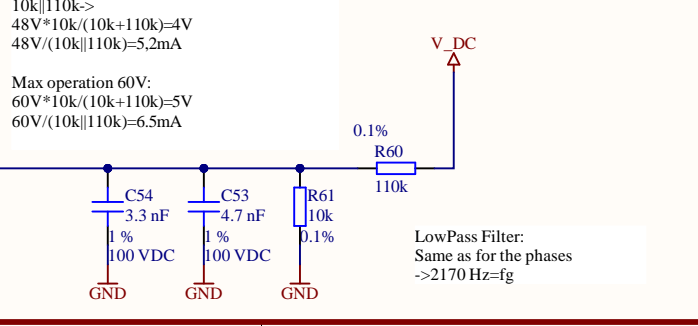 10k||110k->
48V*10k/(10k+110k)=4V
48V/(10k||110k)=5,2mA
Max operation 60V:
60V*10k/(10k+110k)=5V
60V/(10k||110k)=6.5mA
V_DC
0.1%
R60
110k
C54
3.3 nF
1 %
100 VDC
C53
4.7 nF
1 %
100 VDC
R61
10k
0.1%
LowPass Filter:
Same as for the phases
->2170 Hz=fg
GND
GND
GND